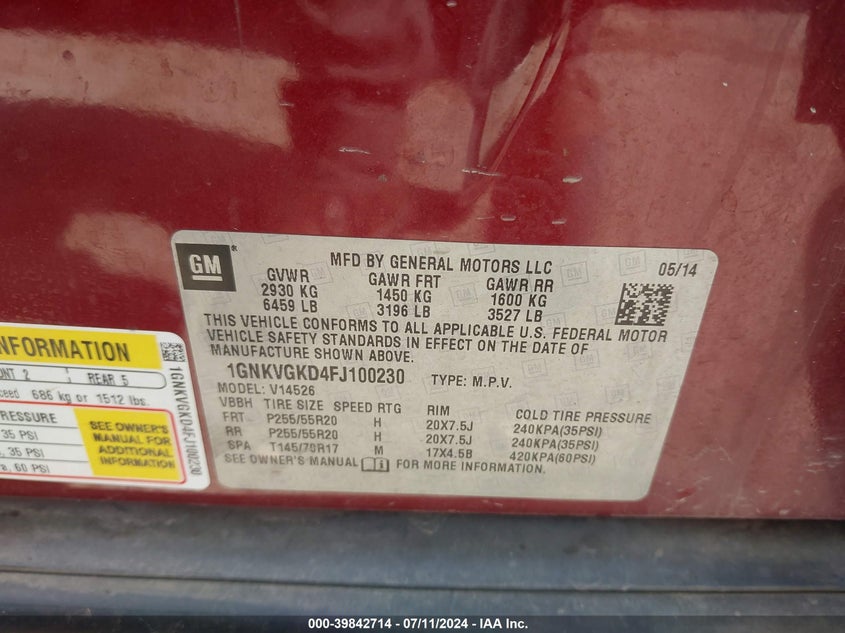 GM
MFD BY GENERAL MOTORS LLC
05/14
GVWR GAWR FRT GAWR RR
2930 KG 1450 KG 1600 KG
6459 LB 3196 LB 3527 LB
THIS VEHICLE CONFORMS TO ALL APPLICABLE U.S. FEDERAL MOTOR
VEHICLE SAFETY STANDARDS IN EFFECT ON THE DATE OF
MANUFACTURE SHOWN ABOVE.
1GNKVGKD4FJ100230 TYPE: M.P.V.
MODEL: V14526
VBBH TIRE SIZE SPEED RTG RIM COLD TIRE PRESSURE
FRT P255/55R20 H 20X7.5J 240KPA(35PSI)
RR P255/55R20 H 20X7.5J 240KPA(35PSI)
SPA T145/70R17 M 17X4.5B 420KPA(60PSI)
SEE OWNER'S MANUAL FOR MORE INFORMATION.
INFORMATION
2 REAR 5
686 kg or 1512 lbs.
PRESSURE
35 PSI
35 PSI
60 PSI
SEE OWNER'S
MANUAL FOR
ADDITIONAL
INFORMATION
1GNKVGKD4FJ100230
000-39842714 - 07/11/2024 - IAA Inc.